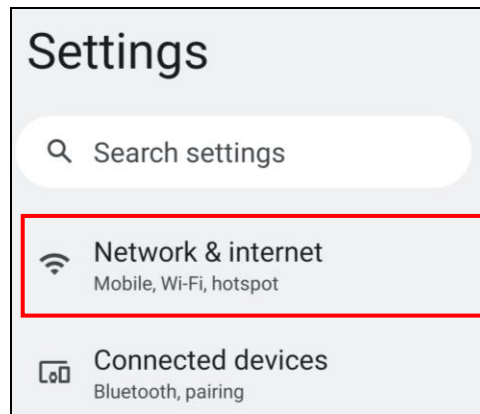 Settings
Search settings
Network & internet
Mobile, Wi-Fi, hotspot
Connected devices
Bluetooth, pairing